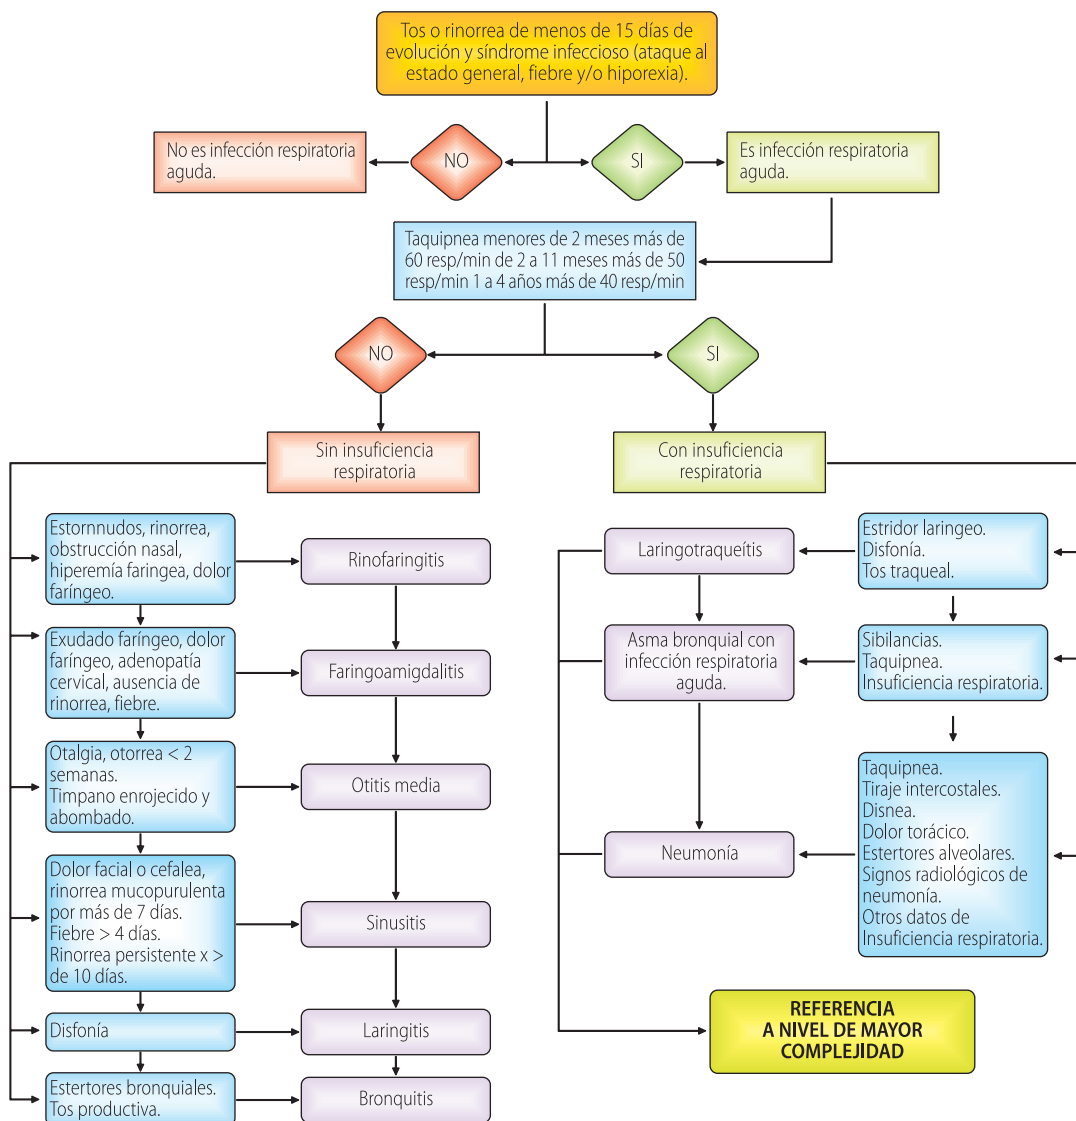 Tos o rinorrea de menos de 15 días de
evolución y síndrome infeccioso (ataque al
estado general, fiebre y/o hiporexia).
No es infección respiratoria
aguda.
NO
SI
Es infección respiratoria
aguda.
Taquipnea menores de 2 meses más de
60 resp/min de 2 a 11 meses más de 50
resp/min 1 a 4 años más de 40 resp/min
NO
SI
Sin insuficiencia
respiratoria
Con insuficiencia
respiratoria
Estornnudos, rinorrea,
obstrucción nasal,
hiperemía faringea, dolor
faríngeo.
Rinofaringitis
Exudado faríngeo, dolor
faríngeo, adenopatía
cervical, ausencia de
rinorrea, fiebre.
Faringoamigdalitis
Otalgia, otorrea < 2
semanas.
Timpano enrojecido y
abombado.
Otitis media
Dolor facial o cefalea,
rinorrea mucopurulenta
por más de 7 días.
Fiebre > 4 días.
Rinorrea persistente x >
de 10 días.
Sinusitis
Disfonía
Laringitis
Estertores bronquiales.
Tos productiva.
Bronquitis
Laringotraqueítis
Estridor laringeo.
Disfonía.
Tos traqueal.
Asma bronquial con
infección respiratoria
aguda.
Sibilancias.
Taquipnea.
Insuficiencia respiratoria.
Neumonía
Taquipnea.
Tiraje intercostales.
Disnea.
Dolor torácico.
Estertores alveolares.
Signos radiológicos de
neumonía.
Otros datos de
Insuficiencia respiratoria.
REFERENCIA
A NIVEL DE MAYOR
COMPLEJIDAD